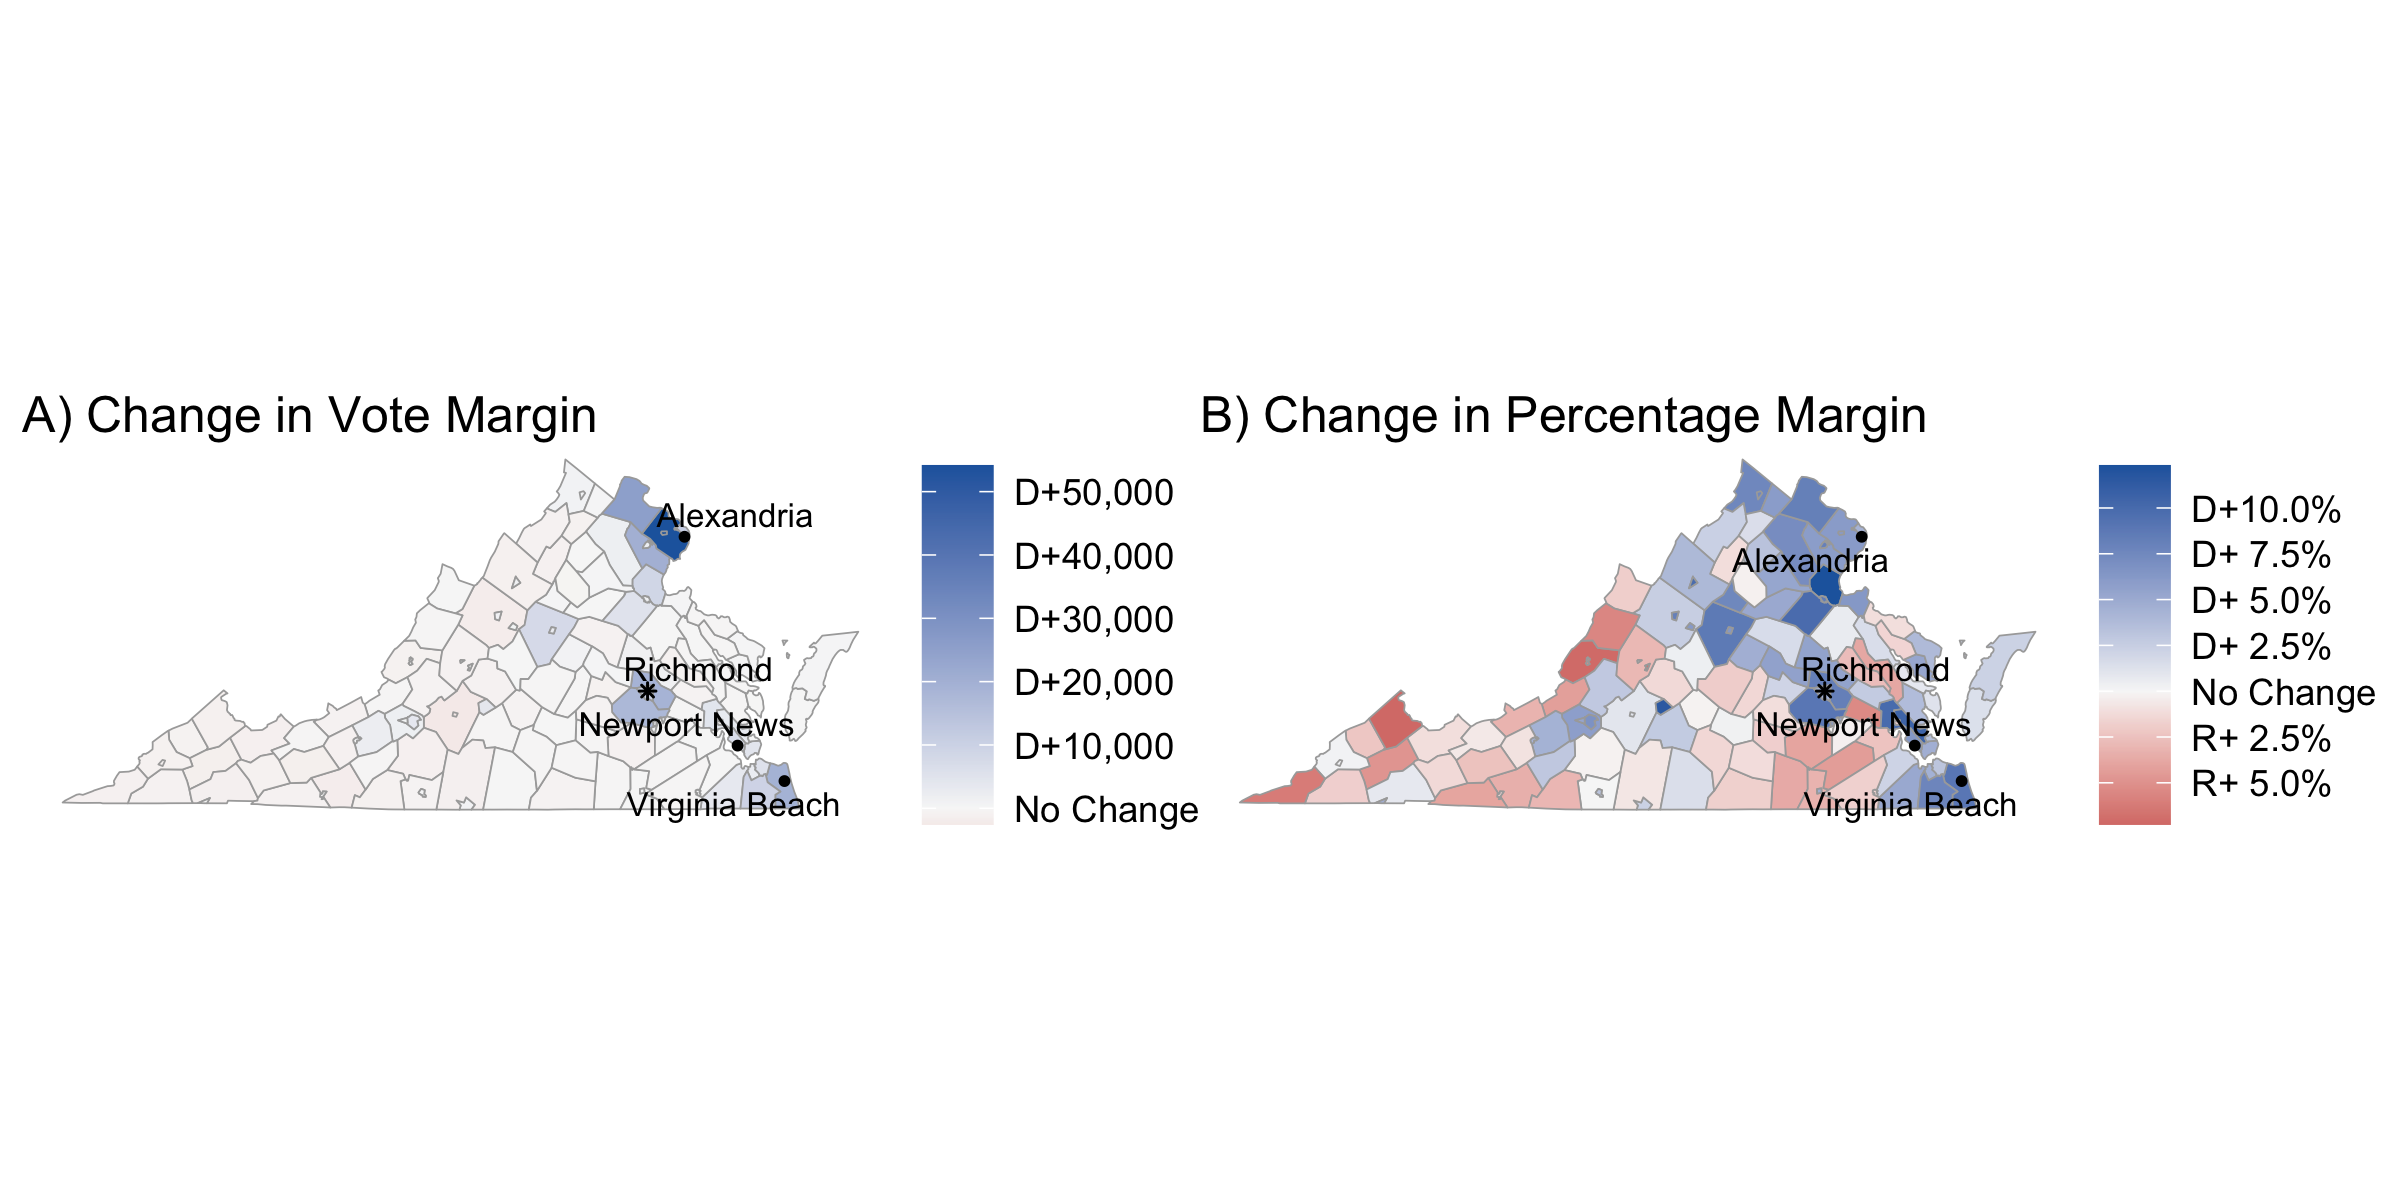 A) Change in Vote Margin
Alexandria
Richmond
Newport News
Virginia Beach
D+50,000
D+40,000
D+30,000
D+20,000
D+10,000
No Change
B) Change in Percentage Margin
Alexandria
Richmond
Newport News
Virginia Beach
D+10.0%
D+ 7.5%
D+ 5.0%
D+ 2.5%
No Change
R+ 2.5%
R+ 5.0%